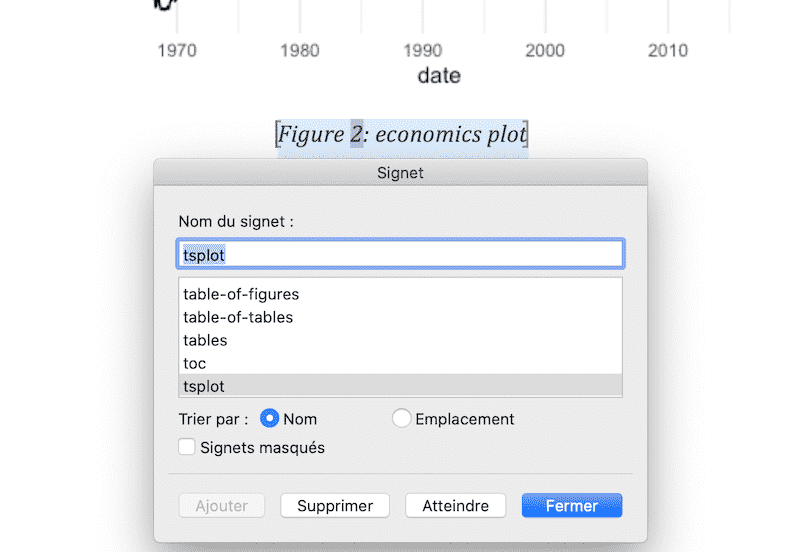 1970 1980 1990 2000 2010
date
[Figure 2: economics plot]
Signet
Nom du signet :
tsplot
table-of-figures
table-of-tables
tables
toc
tsplot
Trier par : Nom Emplacement
Signets masqués
Ajouter Supprimer Atteindre Fermer